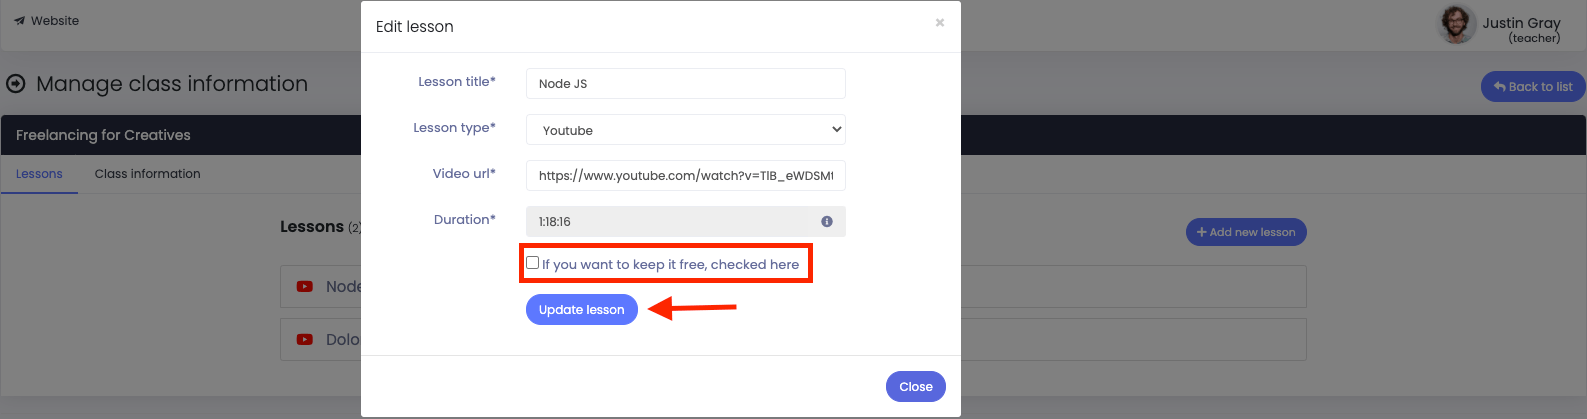 Website
Edit lesson
×
Justin Gray
(teacher)
Manage class information
Back to list
Freelancing for Creatives
Lessons
Class information
Lesson title*
Node JS
Lesson type*
Youtube
Video url*
https://www.youtube.com/watch?v=TlB_eWDSMt
Duration*
1:18:16
Lessons (2)
+ Add new lesson
If you want to keep it free, checked here
Node
Update lesson
Dolo
Close